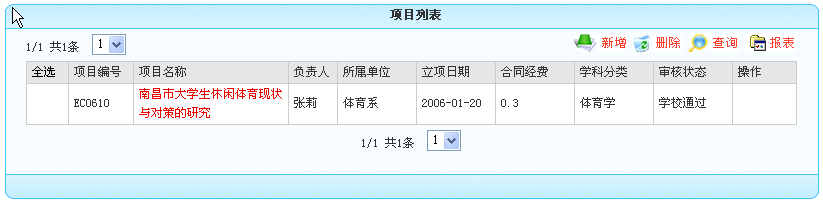 项目列表
1/1 共1条 1 新增 删除 查询 报表
全选 项目编号 项目名称 负责人 所属单位 立项日期 合同经费 学科分类 审核状态 操作
EC0610 南昌市大学生休闲体育现状 张莉 体育系 2006-01-20 0.3 体育学 学校通过
与对策的研究
1/1 共1条 1